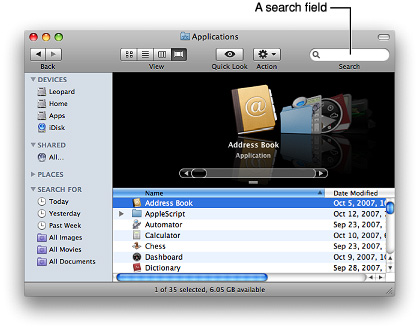 A search field
Applications
Back
View
Quick Look
Action
Search
DEVICES
Leopard
Home
Apps
iDisk
SHARED
All...
PLACES
SEARCH FOR
Today
Yesterday
Past Week
All Images
All Movies
All Documents
Address Book
Application
Name Date Modified
Address Book Oct 5, 2007, 10
AppleScript Oct 12, 2007,
Automator Sep 23, 2007,
Calculator Oct 10, 2007,
Chess Sep 23, 2007,
Dashboard Oct 9, 2007, 10
Dictionary Sep 28, 2007,
1 of 35 selected, 6.05 GB available